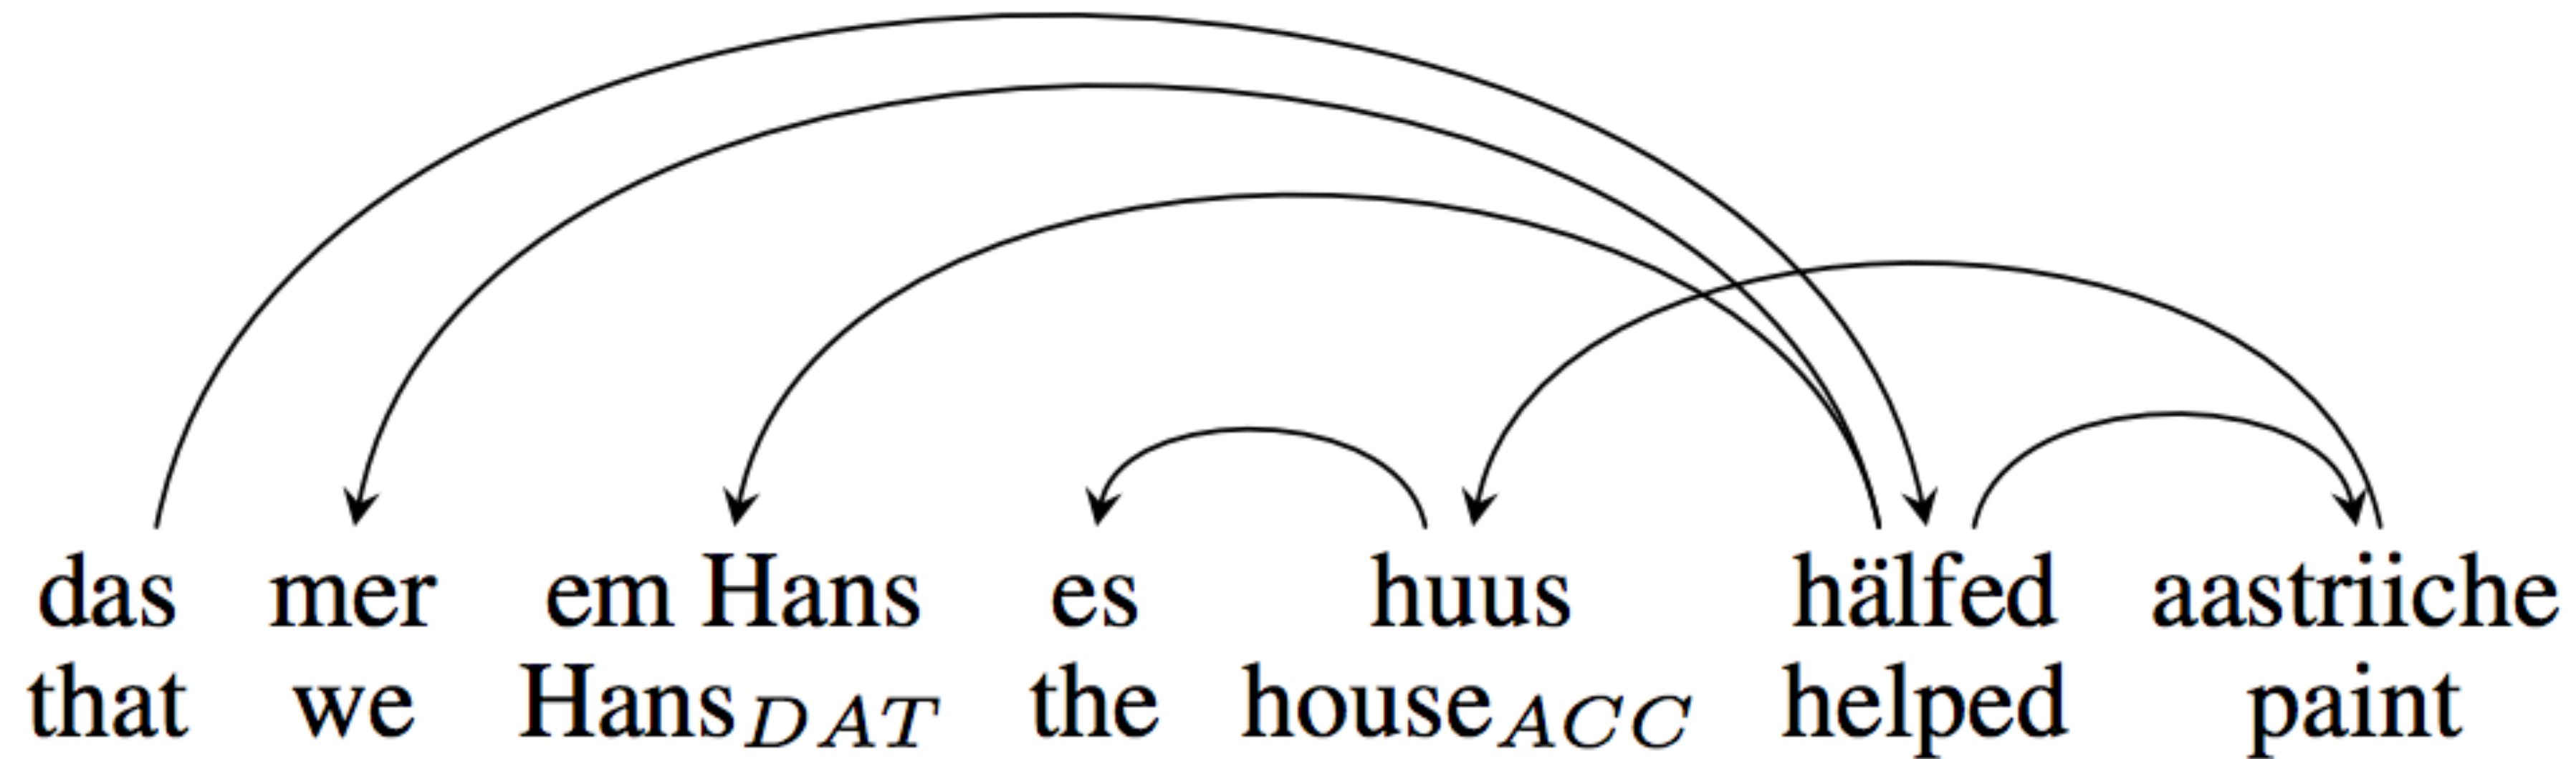 das mer em Hans es huus hälfed aastriiche
that we Hans_DAT the house_ACC helped paint